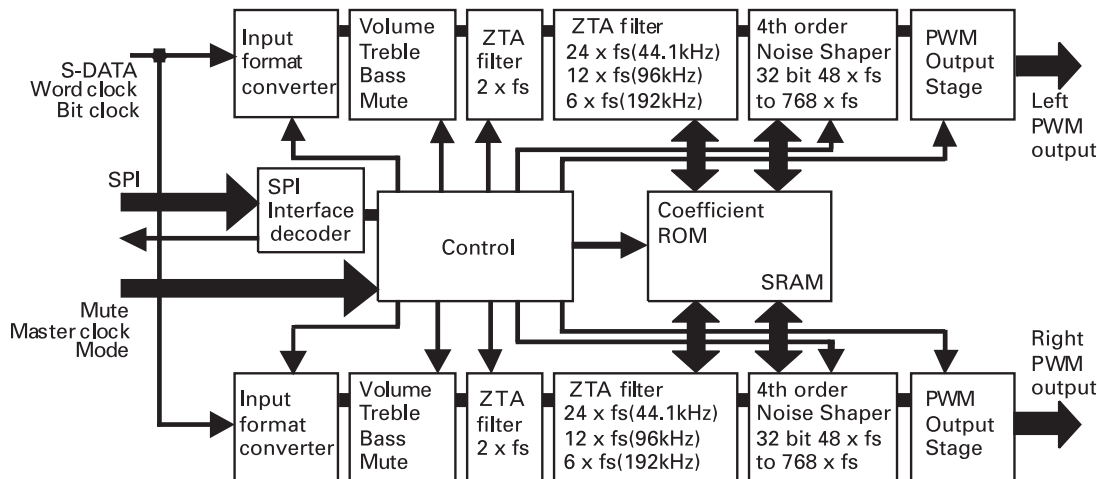 S-DATA
Word clock
Bit clock
Input
format
converter
Volume
Treble
Bass
Mute
ZTA
filter
2 x fs
ZTA filter
24 x fs(44.1kHz)
12 x fs(96kHz)
6 x fs(192kHz)
4th order
Noise Shaper
32 bit 48 x fs
to 768 x fs
PWM
Output
Stage
Left
PWM
output
SPI
SPI
Interface
decoder
Control
Coefficient
ROM
SRAM
Mute
Master clock
Mode
Input
format
converter
Volume
Treble
Bass
Mute
ZTA
filter
2 x fs
ZTA filter
24 x fs(44.1kHz)
12 x fs(96kHz)
6 x fs(192kHz)
4th order
Noise Shaper
32 bit 48 x fs
to 768 x fs
PWM
Output
Stage
Right
PWM
output